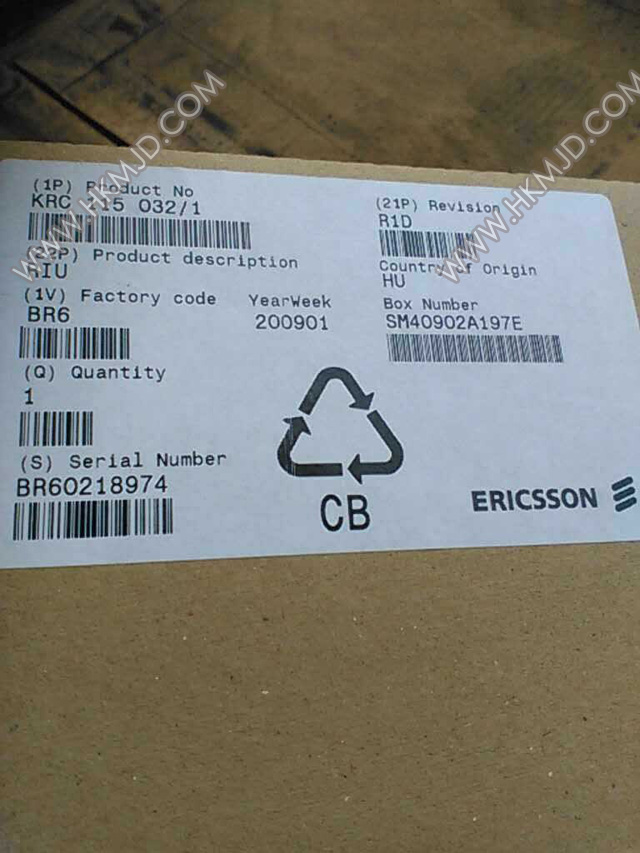 WWW.HKMJD.COM
WWW.HKMJD.COM
(1P) Product No
KRC 115 032/1
(21P) Revision
R1D
(22P) Product description
RIU
Country of Origin
HU
(1V) Factory code YearWeek
BR6 200901
Box Number
SM40902A197E
(Q) Quantity
1
(S) Serial Number
BR60218974
CB
ERICSSON